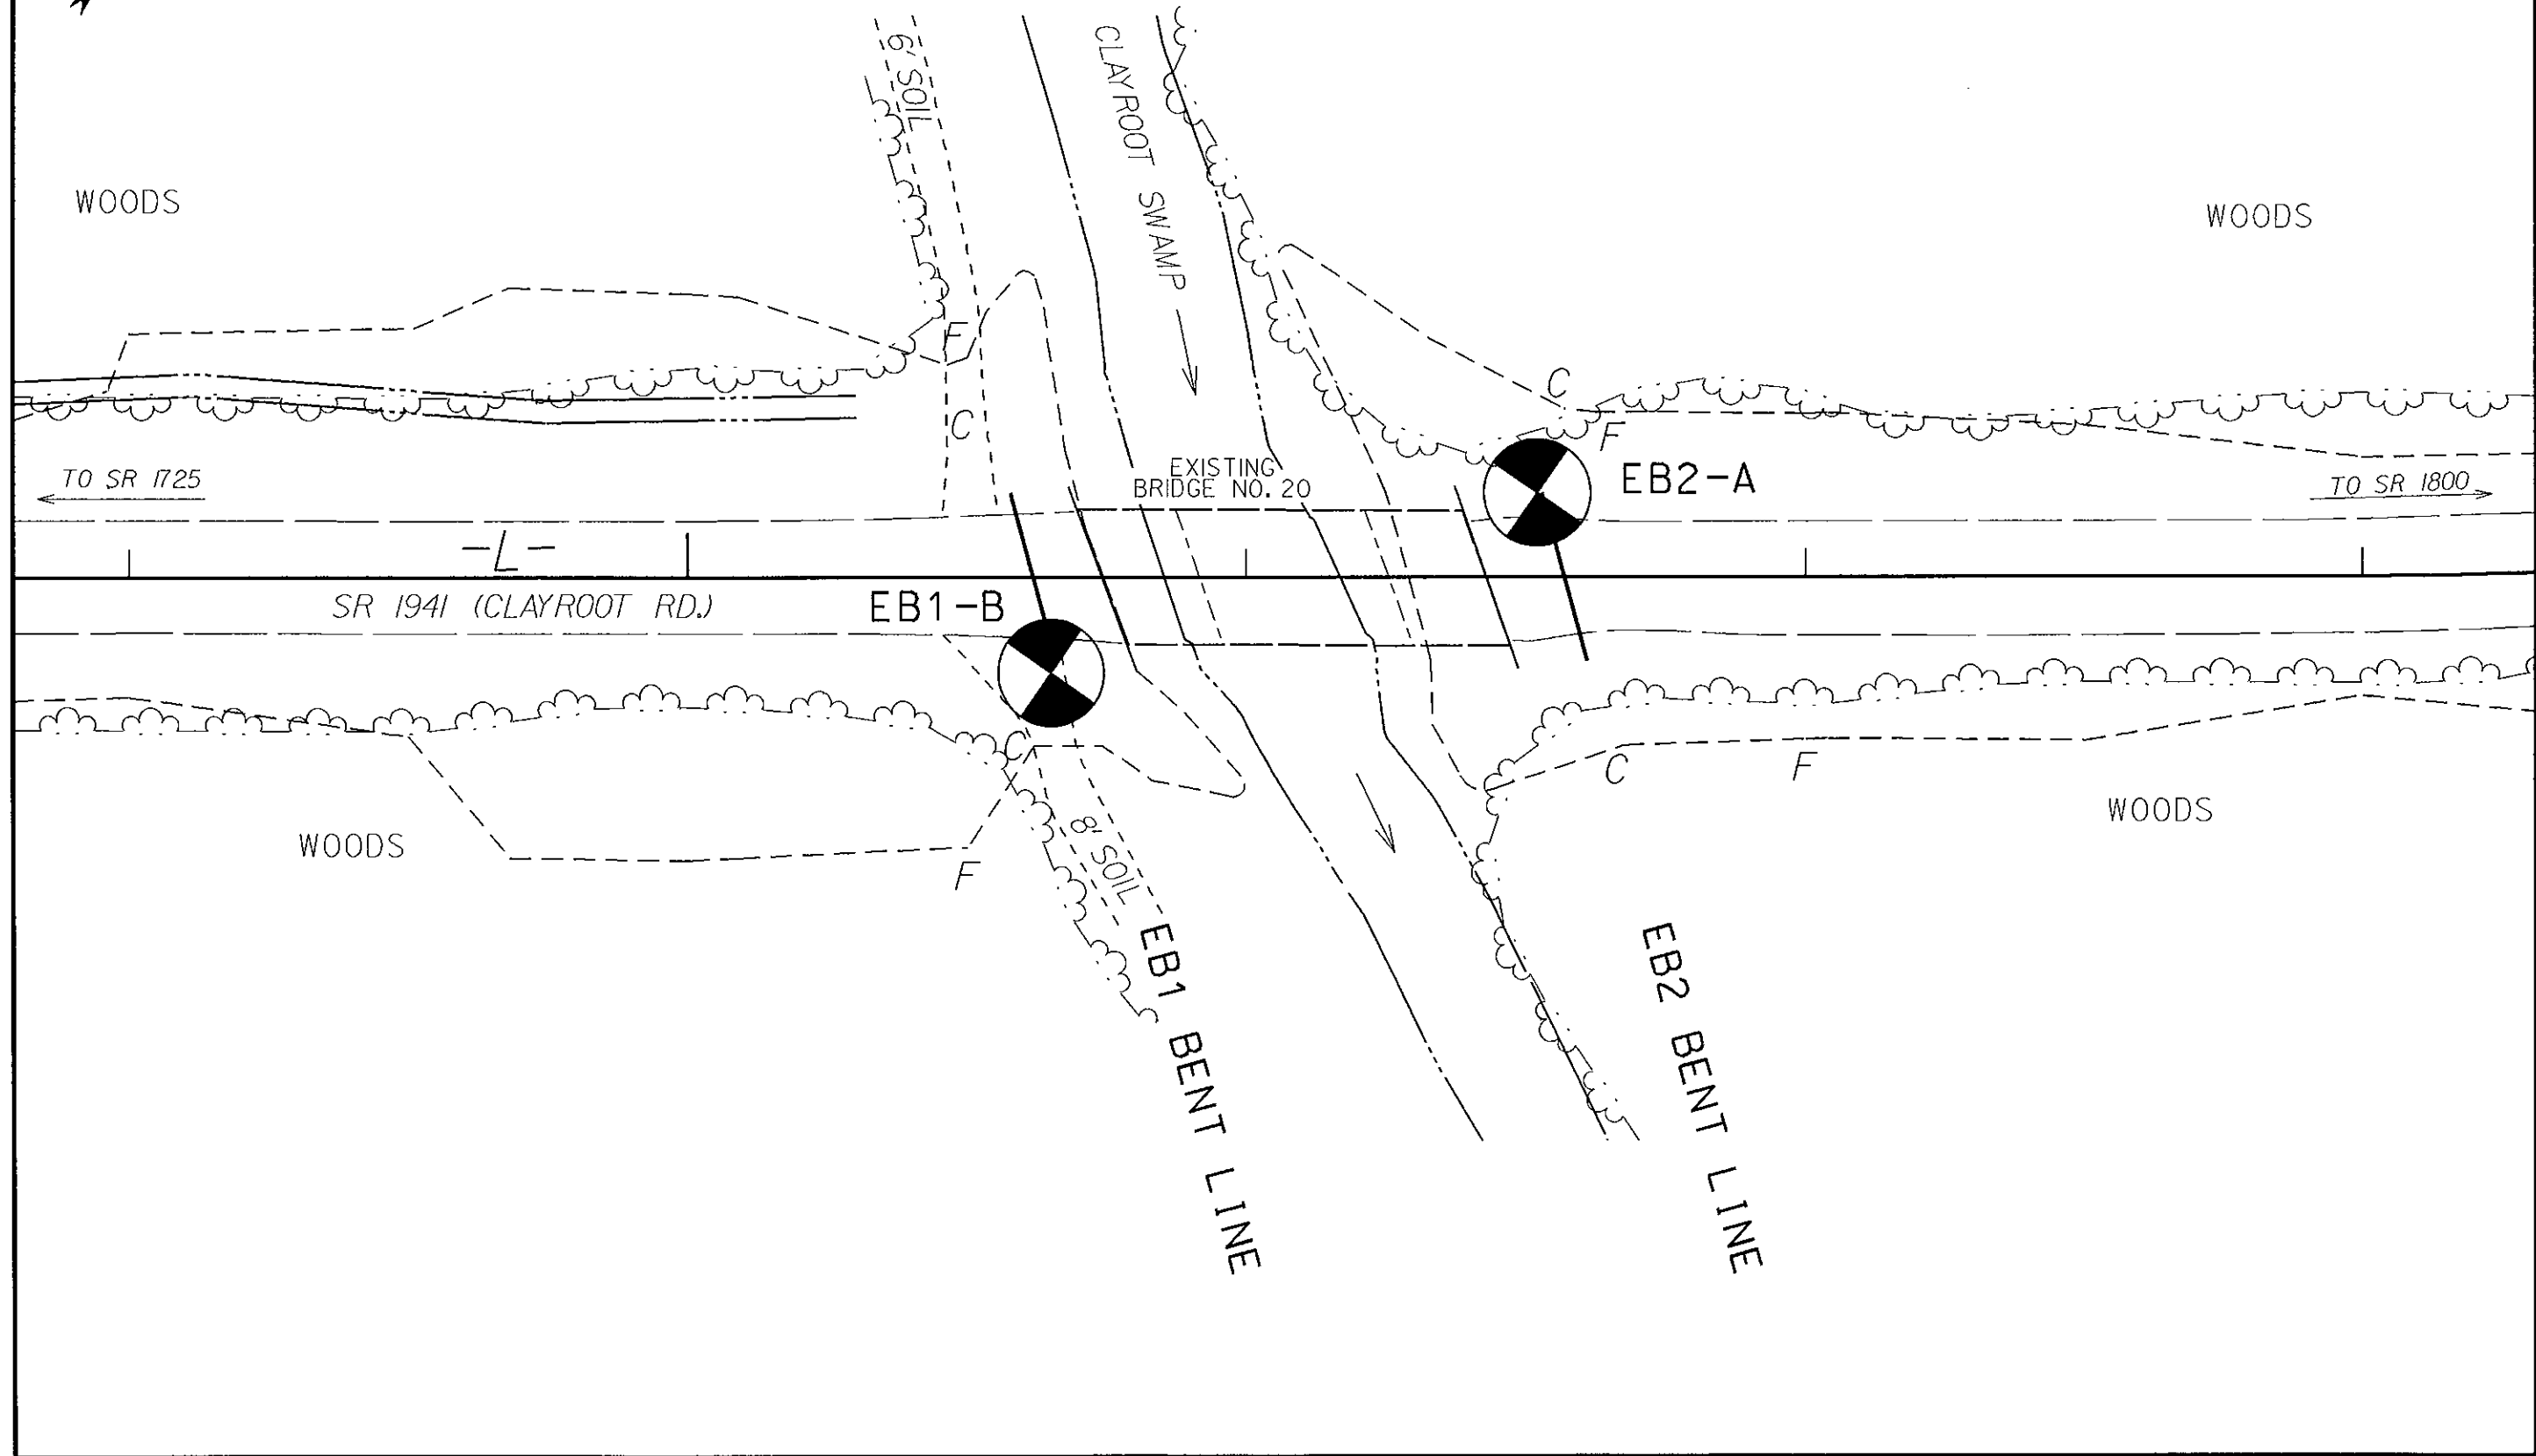 6' SOIL
CLAYROOT SWAMP
WOODS
WOODS
F
C
C
F
EXISTING
BRIDGE NO. 20
EB2-A
TO SR 1725
TO SR 1800
-L-
SR 1941 (CLAYROOT RD.)
EB1-B
C
C
F
WOODS
8' SOIL
WOODS
F
EB1 BENT LINE
EB2 BENT LINE